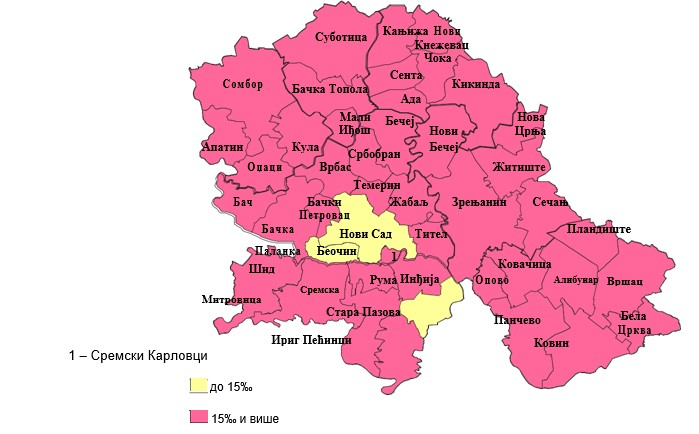 Суботица
Кањижа
Нови
Кнежевац
Чока
Сомбор
Сента
Бачка Топола
Кикинда
Ада
Мали
Иђош
Бечеј
Нова
Црња
Нови
Бечеј
Апатин
Кула
Србобран
Оџаци
Врбас
Житиште
Темерин
Бач
Бачки
Петровац
Жабаљ
Зрењанин
Сечањ
Бачка
Паланка
Нови Сад
Тител
Пландиште
Беочин
1
Шид
Ковачица
Рума
Инђија
Опово
Алибунар
Вршац
Сремска
Митровица
Стара Пазова
Панчево
Бела
Црква
Ириг Пећинци
Ковин
1 – Сремски Карловци
до 15‰
15‰ и више